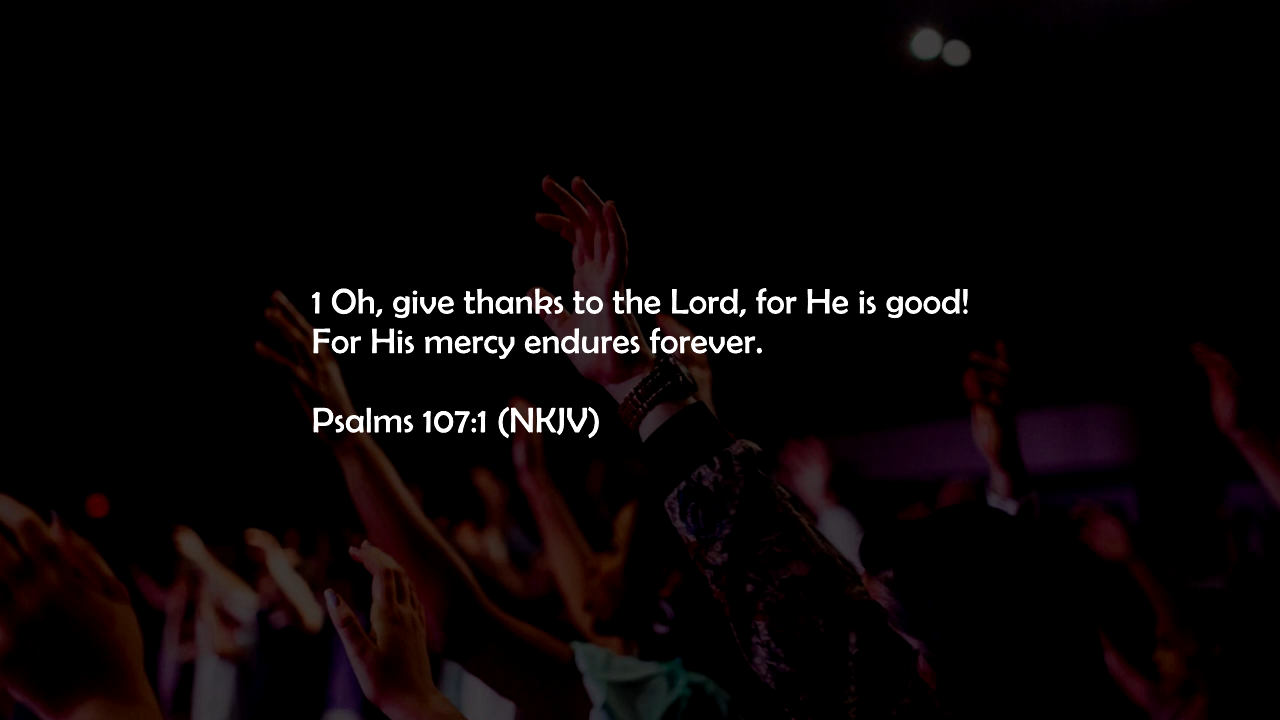 1 Oh, give thanks to the Lord, for He is good!
For His mercy endures forever.
Psalms 107:1 (NKJV)